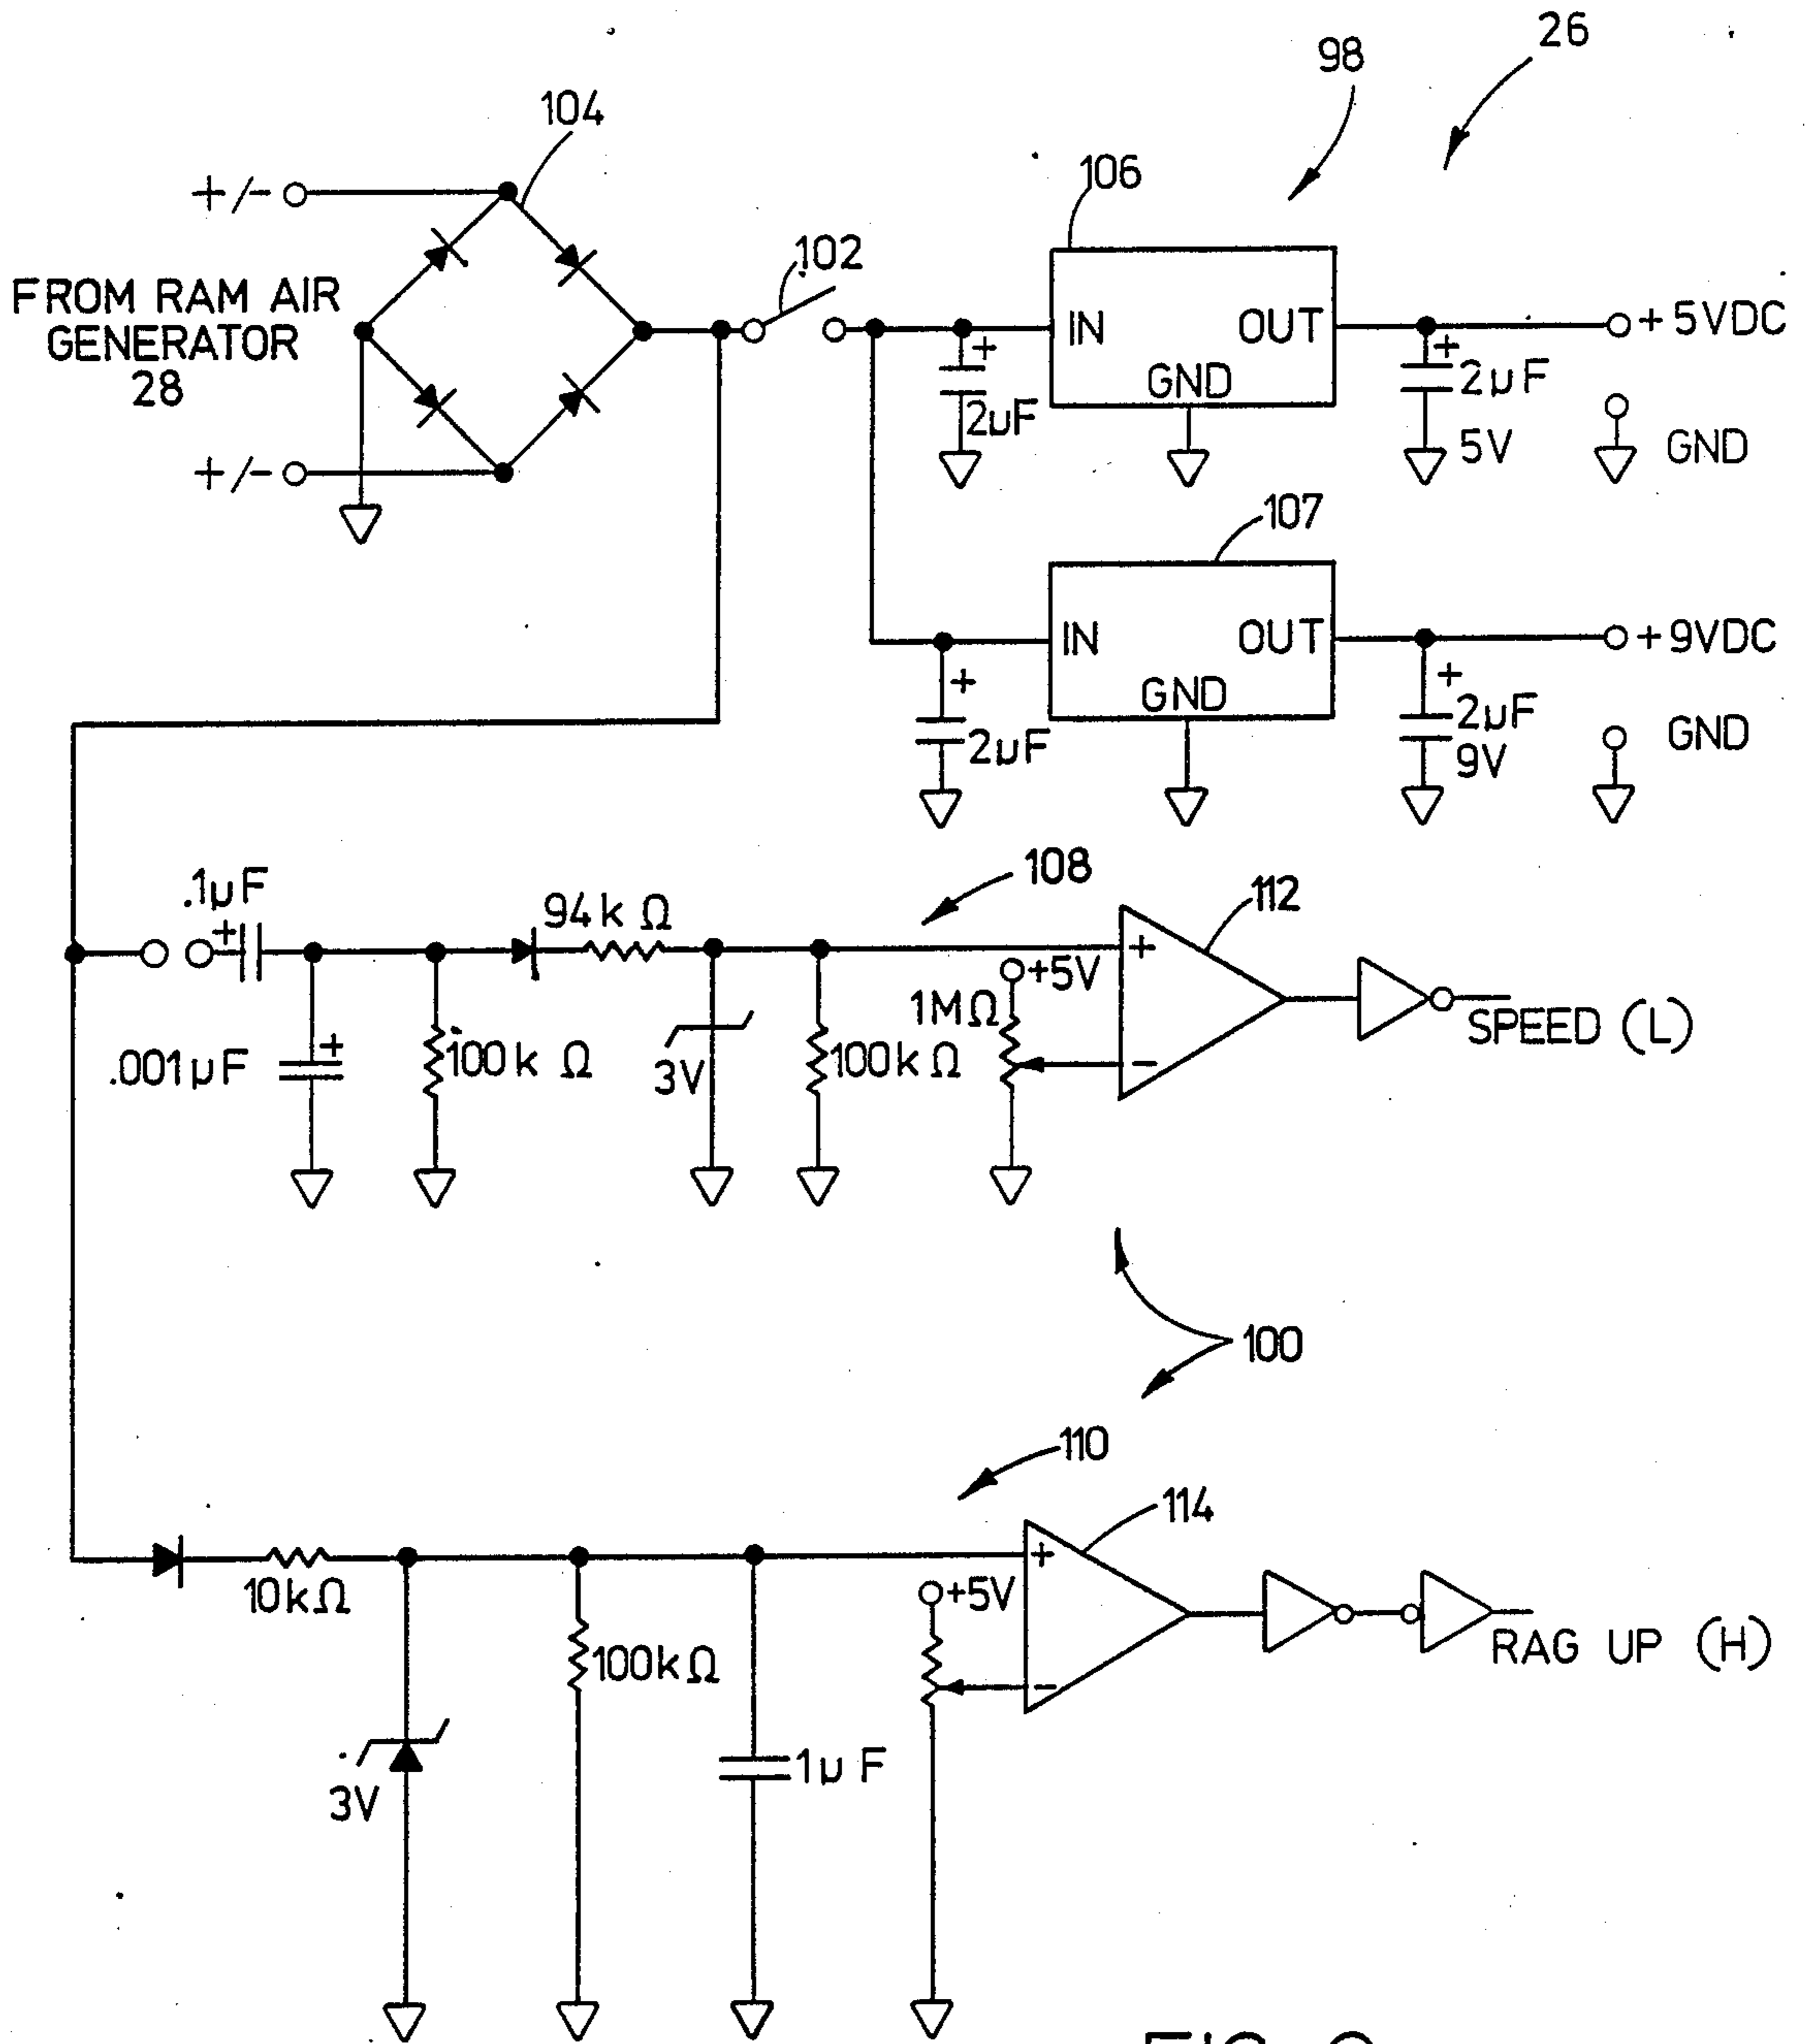 26
98
104
+/-
106
102
FROM RAM AIR
GENERATOR
28
IN OUT
GND
+5VDC
+
2µF
+
2µF
5V
GND
+/-
107
IN OUT
GND
+9VDC
+
2µF
+
2µF
9V
GND
.1µF
+
94kΩ
108
112
+
+5V
1MΩ
-
SPEED (L)
.001µF
+
100kΩ
3V
100kΩ
100
110
114
10kΩ
+
+5V
-
100kΩ
RAG UP (H)
1µF
3V